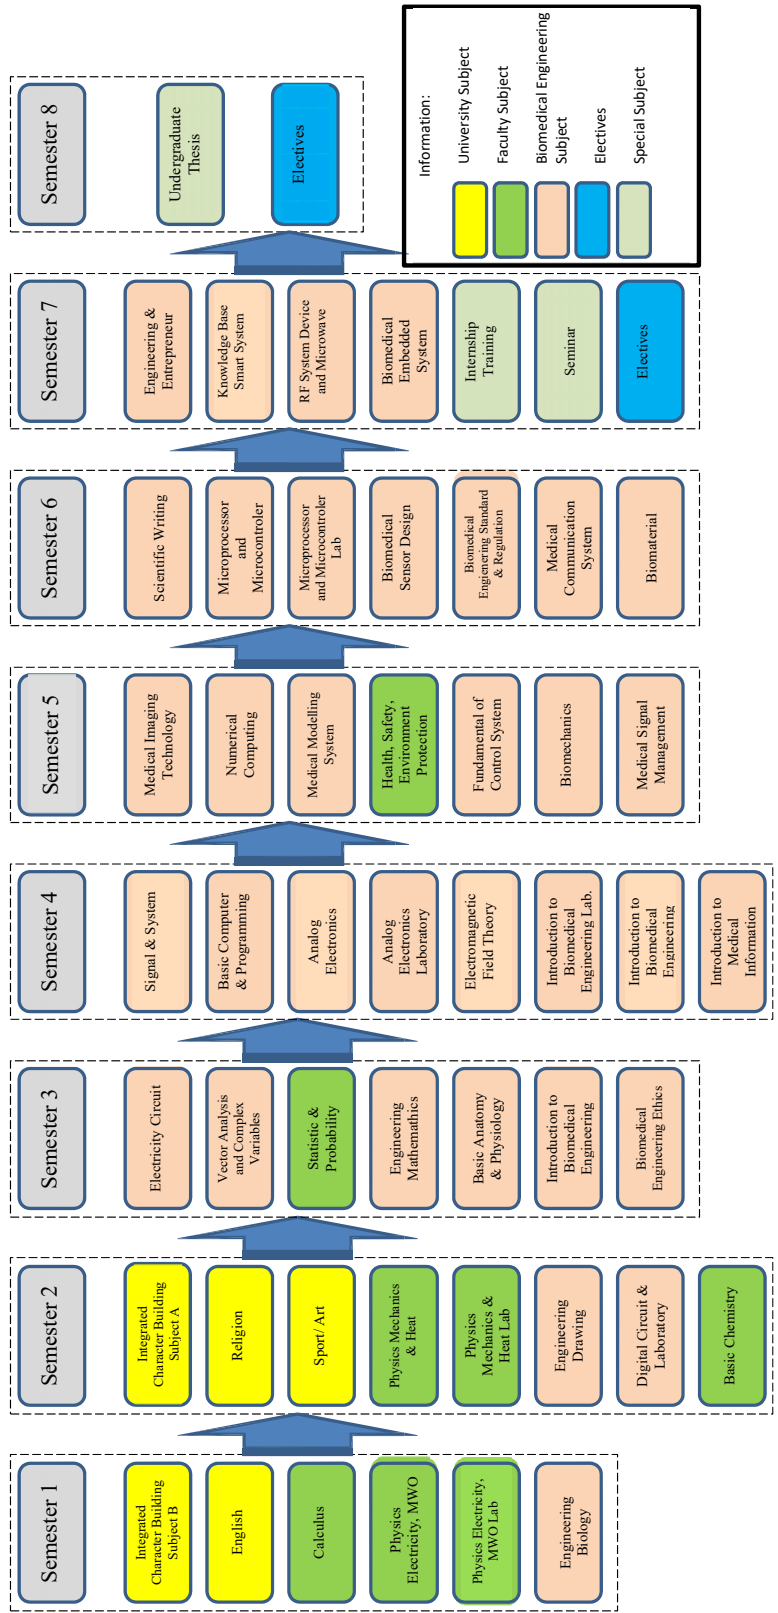 Semester 1
Integrated
Character Building
Subject B
English
Calculus
Physics
Electricity, MWO
Physics Electricity,
MWO Lab
Engineering
Biology
Semester 2
Integrated
Character Building
Subject A
Religion
Sport/ Art
Physics Mechanics
& Heat
Physics
Mechanics &
Heat Lab
Engineering
Drawing
Digital Circuit &
Laboratory
Basic Chemistry
Semester 3
Electricity Circuit
Vector Analysis
and Complex
Variables
Statistic &
Probability
Engineering
Mathemathics
Basic Anatomy
& Physiology
Introduction to
Biomedical
Engineering
Biomedical
Engineering Ethics
Semester 4
Signal & System
Basic Computer
& Programming
Analog
Electronics
Analog
Electronics
Laboratory
Electromagnetic
Field Theory
Introduction to
Biomedical
Engineering Lab.
Introduction to
Biomedical
Engineering
Introduction to
Medical
Information
Semester 5
Medical Imaging
Technology
Numerical
Computing
Medical Modelling
System
Health, Safety,
Environment
Protection
Fundamental of
Control System
Biomechanics
Medical Signal
Management
Semester 6
Scientific Writing
Microprocessor
and
Microcontroler
Microprocessor
and Microcontroler
Lab
Biomedical
Sensor Design
Biomedical
Engienering Standard
& Regulation
Medical
Communication
System
Biomaterial
Semester 7
Engineering &
Entrepreneur
Knowledge Base
Smart System
RF System Device
and Microwave
Biomedical
Embedded
System
Internship
Training
Seminar
Electives
Semester 8
Undergraduate
Thesis
Electives
Information:
University Subject
Faculty Subject
Biomedical Engineering
Subject
Electives
Special Subject